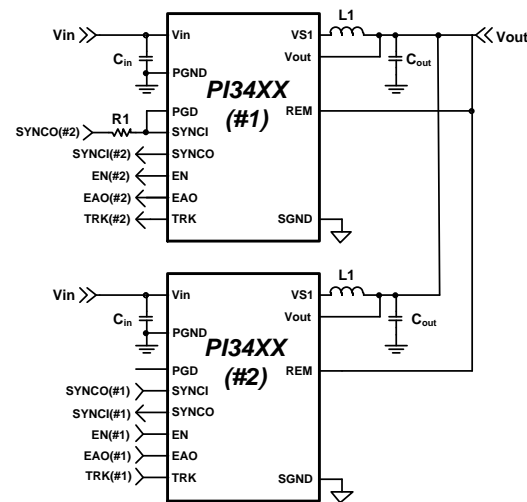 L1
Vin
Vin
VS1
Vout
Cin
Vout
Cout
PGND
PI34XX
(#1)
PGD
REM
R1
SYNCO(#2)
SYNCI
SYNCI(#2)
SYNCO
EN(#2)
EN
EAO(#2)
EAO
TRK(#2)
TRK
SGND
L1
Vin
Vin
VS1
Vout
Cin
Cout
PGND
PI34XX
(#2)
PGD
REM
SYNCO(#1)
SYNCI
SYNCI(#1)
SYNCO
EN(#1)
EN
EAO(#1)
EAO
TRK(#1)
TRK
SGND